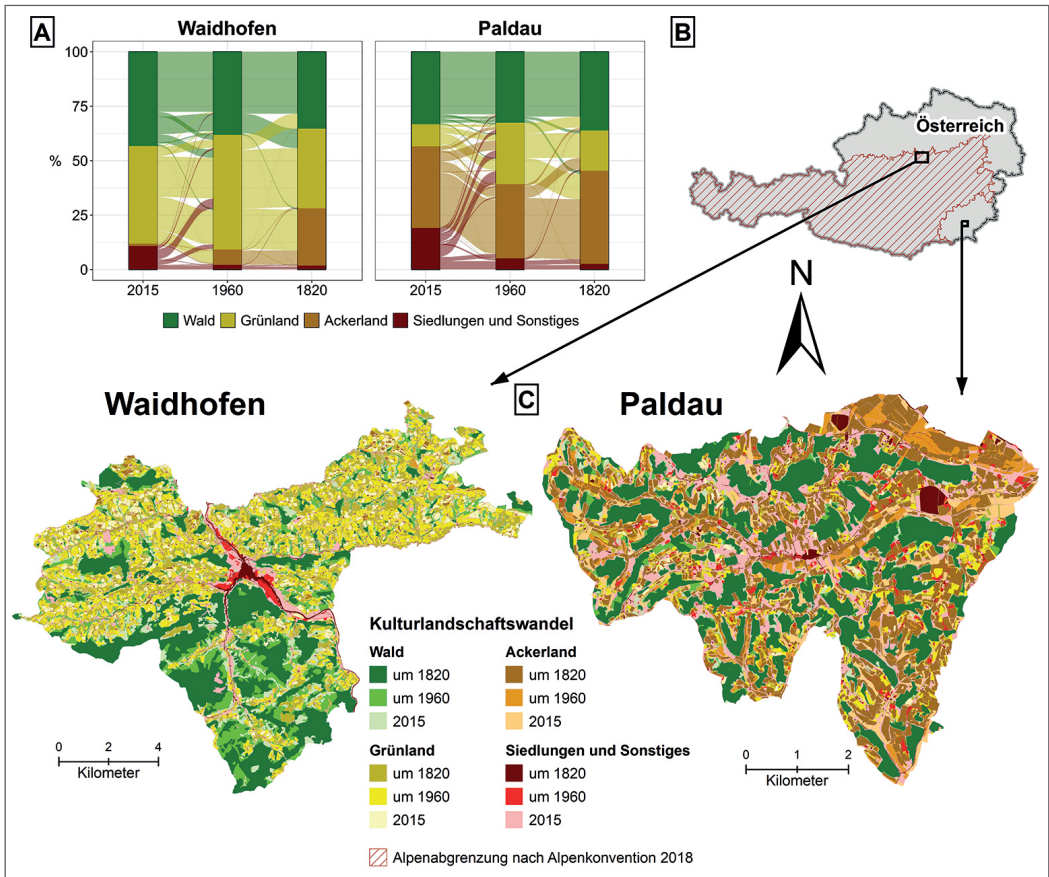 A
Waidhofen
Paldau
B
100
75
%
50
25
0
2015
1960
1820
2015
1960
1820
Wald
Grünland
Ackerland
Siedlungen und Sonstiges
Österreich
N
Waidhofen
C
Paldau
Kulturlandschaftswandel
Wald
um 1820
um 1960
2015
Ackerland
um 1820
um 1960
2015
Grünland
um 1820
um 1960
2015
Siedlungen und Sonstiges
um 1820
um 1960
2015
Alpenabgrenzung nach Alpenkonvention 2018
0 2 4
Kilometer
0 1 2
Kilometer